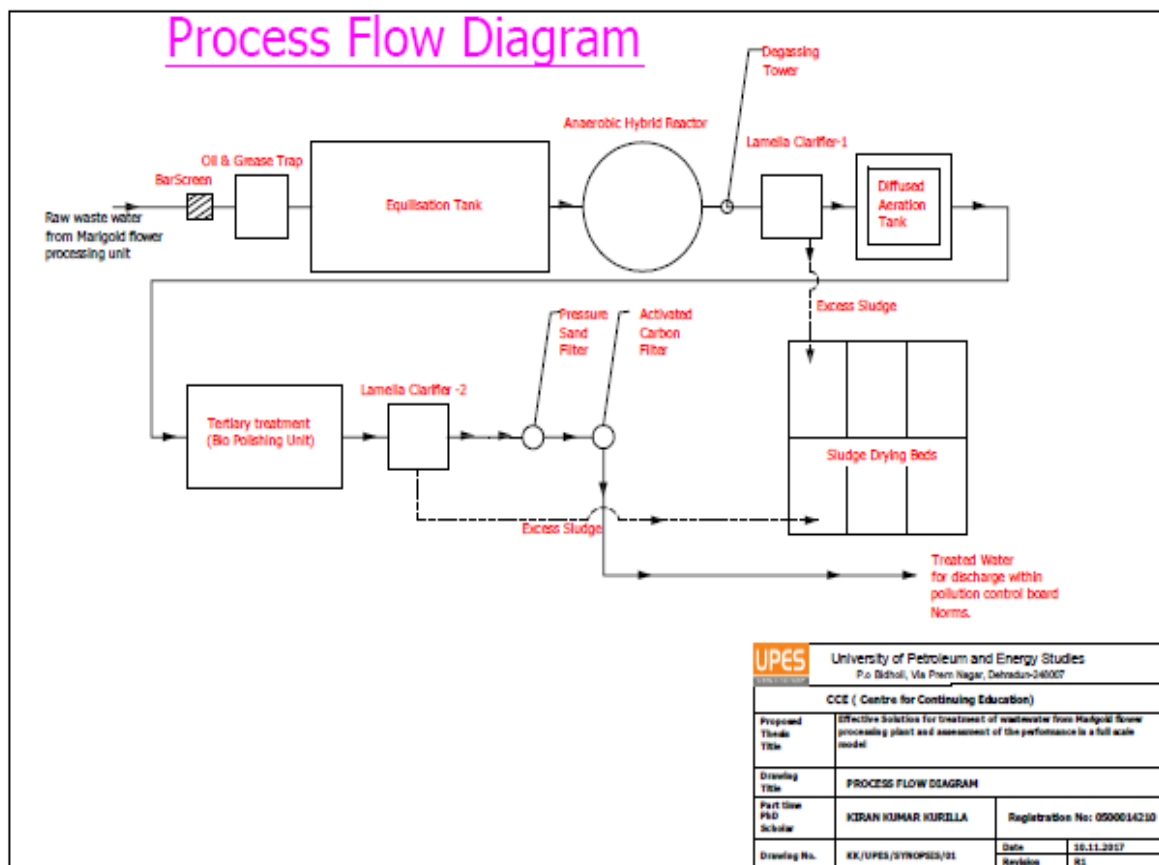 Process Flow Diagram
Degassing
Tower
Anaerobic Hybrid Reactor
Lamella Clarifier-1
Oil & Grease Trap
BarScreen
Equilisation Tank
Diffused
Aeration
Tank
Raw waste water
from Marigold flower
processing unit
Excess Sludge
Pressure
Sand
Filter
Activated
Carbon
Filter
Lamella Clarifier -2
Tertiary treatment
(Bio Polishing Unit)
Sludge Drying Beds
Excess Sludge
Treated Water
for discharge within
pollution control board
Norms.
UPES
University of Petroleum and Energy Studies
P.o Bidholi, Via Prem Nagar, Dehradun-248007
CCE ( Centre for Continuing Education)
Proposed
Thesis
Title
Effective Solution for treatment of wastewater from Marigold flower
processing plant and assessment of the performance in a full scale
model
Drawing
Title
PROCESS FLOW DIAGRAM
Part time
PhD
Scholar
KIRAN KUMAR KURILLA
Registration No: 0500014210
Drawing No.
KK/UPES/SYNOPSIS/01
Date
10.11.2017
Revision
R1